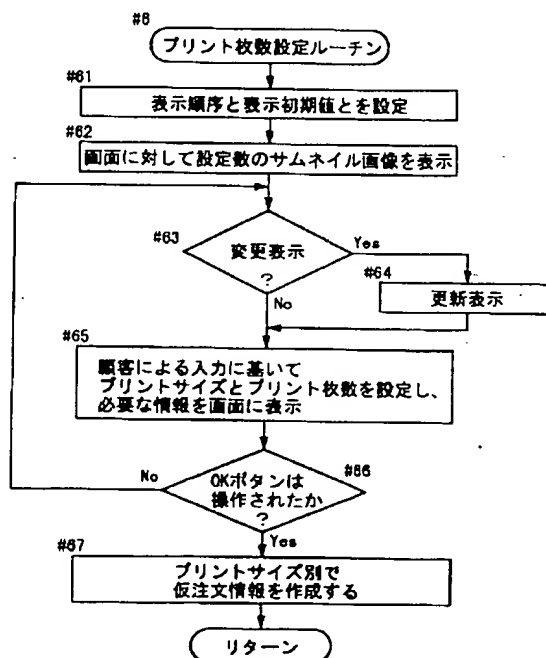 #6
プリント枚数設定ルーチン
#61
表示順序と表示初期値とを設定
#62
画面に対して設定数のサムネイル画像を表示
#63
変更表示
?
Yes
#64
更新表示
No
#65
顧客による入力に基いて
プリントサイズとプリント枚数を設定し、
必要な情報を画面に表示
No
OKボタンは
操作されたか
?
#66
Yes
#67
プリントサイズ別で
仮注文情報を作成する
リターン